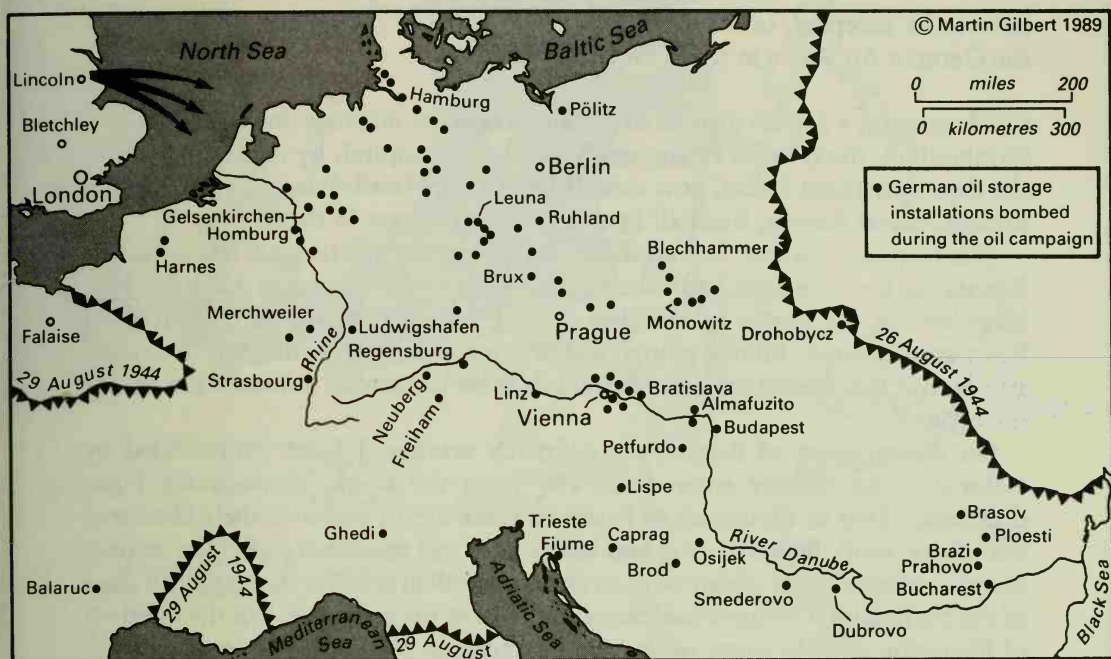 © Martin Gilbert 1989
North Sea
Baltic Sea
Lincoln
Hamburg
Pölitz
0 miles 200
0 kilometres 300
Bletchley
Berlin
London
German oil storage
installations bombed
during the oil campaign
Leuna
Gelsenkirchen
Ruhland
Homburg
Harnes
Blechhammer
Brux
Merchweiler
Prague
Monowitz
Falaise
Ludwigshafen
Drohobycz
Rhine
Regensburg
26 August 1944
29 August 1944
Strasbourg
Neuberg
Freiham
Linz
Bratislava
Vienna
Almafuzito
Budapest
Petfurdo
Lispe
Brasov
Trieste
Ploesti
Ghedi
Fiume
Caprag
Osijek
River Danube
Brazi
Brod
Prahovo
Balaruc
29 August
1944
Adriatic Sea
Smederovo
Bucharest
Black Sea
Mediterranean
Sea
29 August
Dubrovo